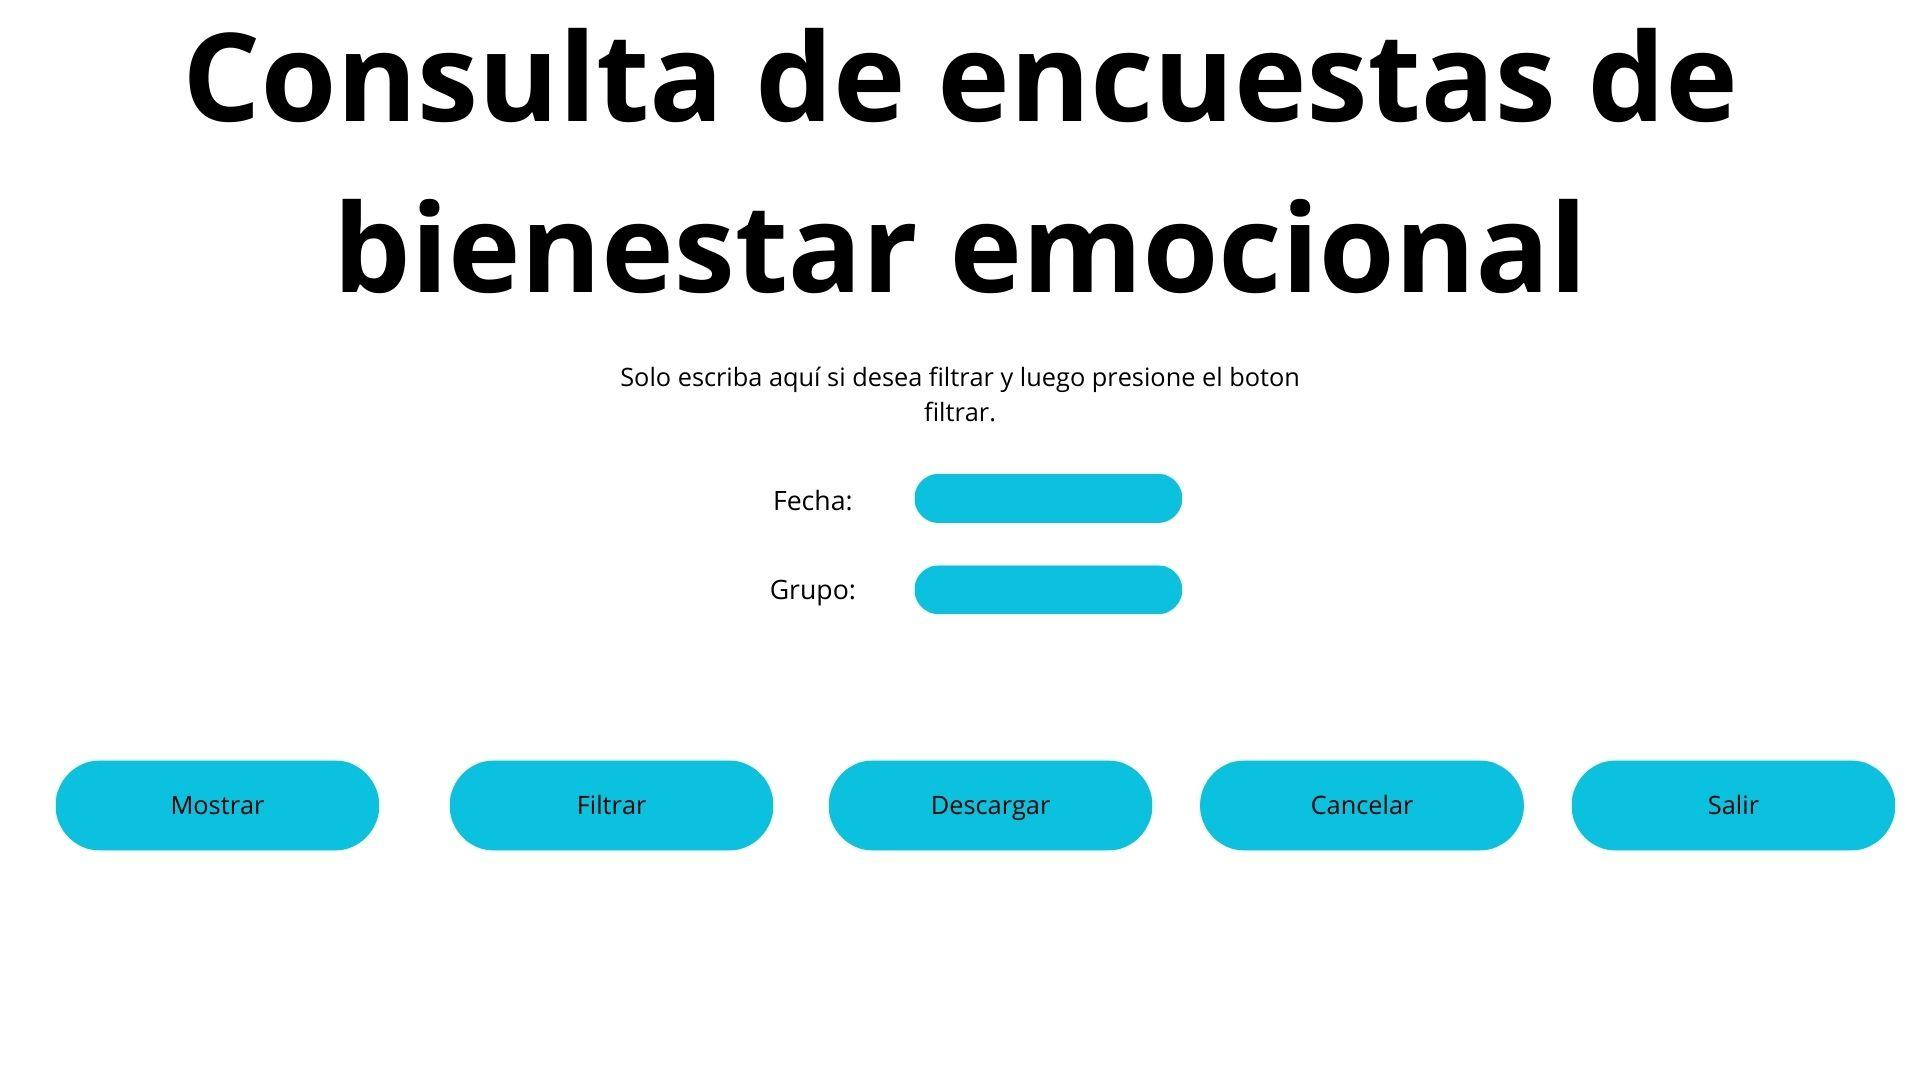 Consulta de encuestas de
bienestar emocional
Solo escriba aquí si desea filtrar y luego presione el boton
filtrar.
Fecha:
Grupo:
Mostrar
Filtrar
Descargar
Cancelar
Salir